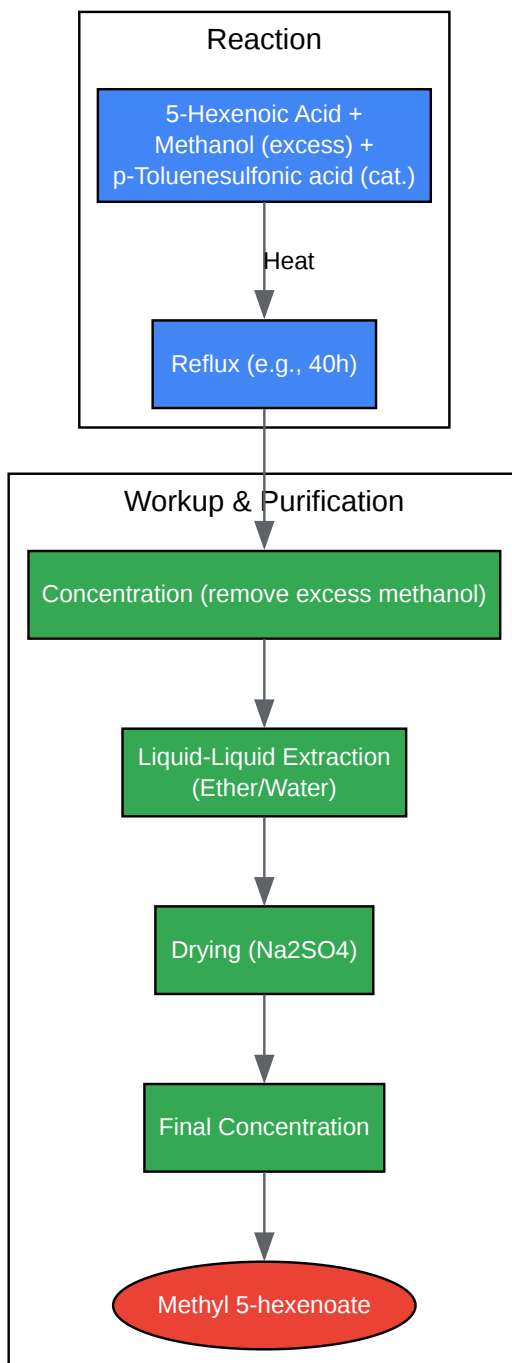 Reaction
5-Hexenoic Acid +
Methanol (excess) +
p-Toluenesulfonic acid (cat.)
Heat
Reflux (e.g., 40h)
Workup & Purification
Concentration (remove excess methanol)
Liquid-Liquid Extraction
(Ether/Water)
Drying (Na2SO4)
Final Concentration
Methyl 5-hexenoate